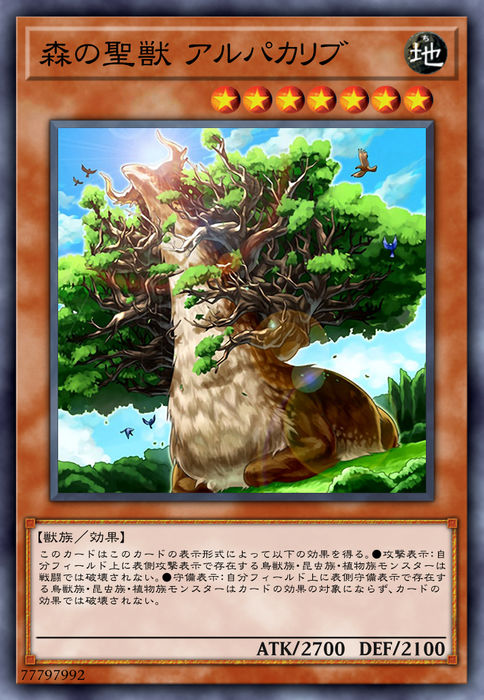 森の聖獣 アルパカリブ
ち
地
【獣族／効果】
このカードはこのカードの表示形式によって以下の効果を得る。●攻撃表示：自
分フィールド上に表側攻撃表示で存在する鳥獣族・昆虫族・植物族モンスターは
戦闘では破壊されない。●守備表示：自分フィールド上に表側守備表示で存在す
る鳥獣族・昆虫族・植物族モンスターはカードの効果の対象にならず、カードの
効果では破壊されない。
ATK/2700 DEF/2100
77797992